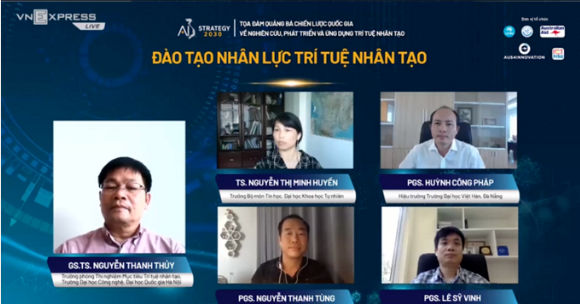 VNEXPRESS
LIVE
AI STRATEGY
2030
TỌA ĐÀM QUẢNG BÁ CHIẾN LƯỢC QUỐC GIA
VỀ NGHIÊN CỨU, PHÁT TRIỂN VÀ ỨNG DỤNG TRÍ TUỆ NHÂN TẠO
Đơn vị tổ chức
Australian
Aid
AUS4INNOVATION
ĐÀO TẠO NHÂN LỰC TRÍ TUỆ NHÂN TẠO
TS. NGUYỄN THỊ MINH HUYỀN
Trưởng Bộ môn Tin học, Đại học Khoa học Tự nhiên
PGS. HUỲNH CÔNG PHÁP
Hiệu trưởng Trường Đại học Việt Hàn, Đà Nẵng
GS.TS. NGUYỄN THANH THỦY
Trưởng phòng Thí nghiệm Mục tiêu Trí tuệ nhân tạo,
Trường Đại học Công nghệ, Đại học Quốc gia Hà Nội
PGS. NGUYỄN THANH TÙNG
PGS. LÊ SỸ VINH